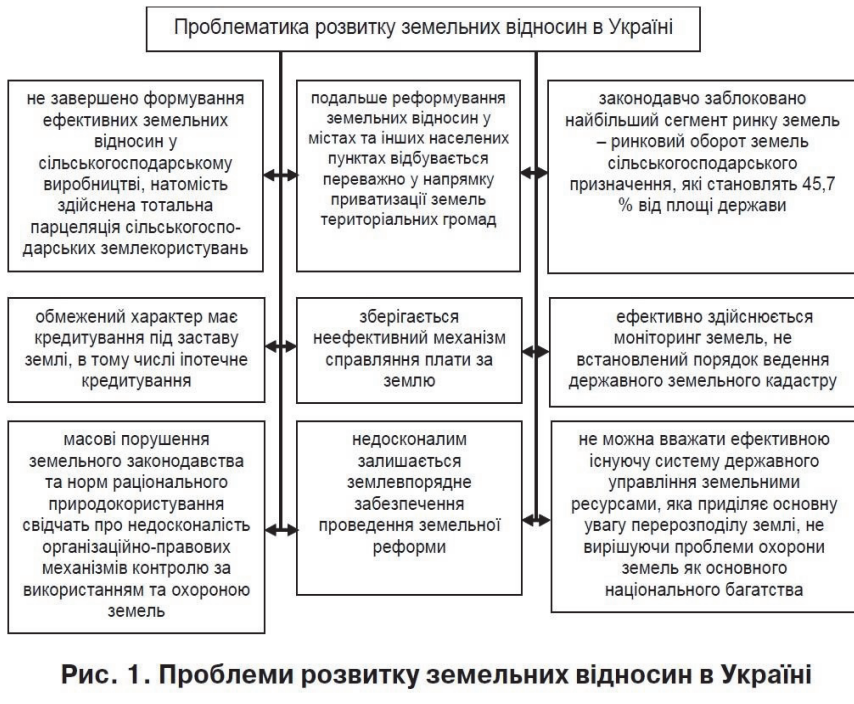 Проблематика розвитку земельних відносин в Україні
не завершено формування
ефективних земельних
відносин у
сільськогосподарському
виробництві, натомість
здійснена тотальна
парцеляція сільськогоспо-
дарських землекористувань
подальше реформування
земельних відносин у
містах та інших населених
пунктах відбувається
переважно у напрямку
приватизації земель
територіальних громад
законодавчо заблоковано
найбільший сегмент ринку земель
– ринковий оборот земель
сільськогосподарського
призначення, які становлять 45,7
% від площі держави
обмежений характер має
кредитування під заставу
землі, в тому числі іпотечне
кредитування
зберігається
неефективний механізм
справляння плати за
землю
ефективно здійснюється
моніторинг земель, не
встановлений порядок ведення
державного земельного кадастру
масові порушення
земельного законодавства
та норм раціонального
природокористування
свідчать про недосконалість
організаційно-правових
механізмів контролю за
використанням та охороною
земель
недосконалим
залишається
землевпорядне
забезпечення
проведення земельної
реформи
не можна вважати ефективною
існуючу систему державного
управління земельними
ресурсами, яка приділяє основну
увагу перерозподілу землі, не
вирішуючи проблеми охорони
земель як основного
національного багатства
Рис. 1. Проблеми розвитку земельних відносин в Україні